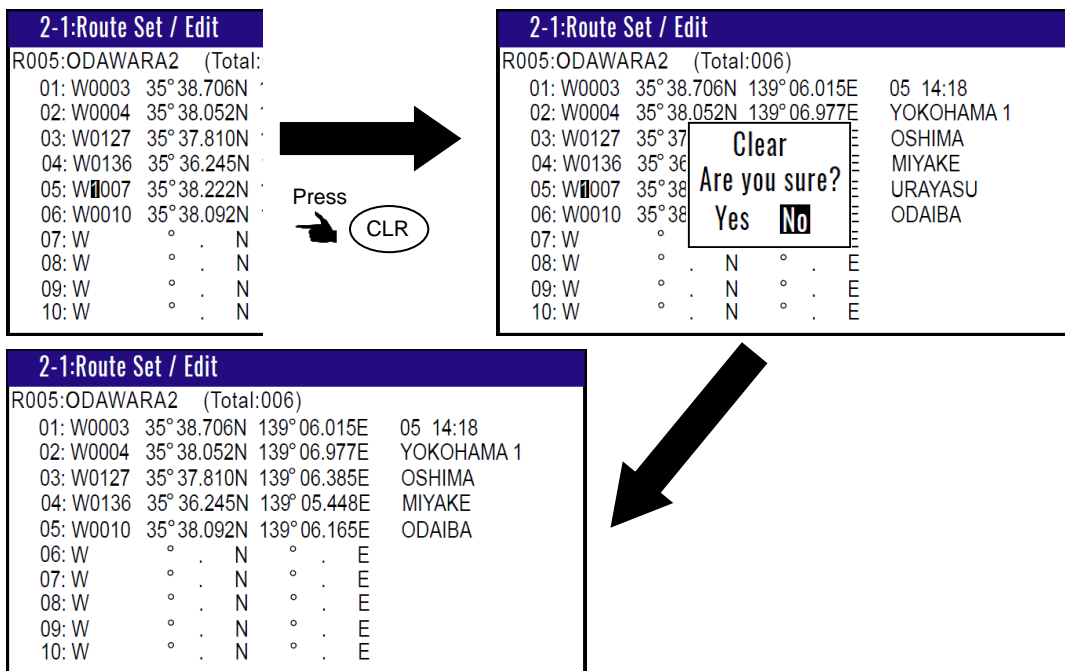 2-1:Route Set / Edit
R005:ODAWARA2 (Total:
01: W0003 35°38.706N 1
02: W0004 35°38.052N
03: W0127 35°37.810N
04: W0136 35°36.245N
05: W1007 35°38.222N
06: W0010 35°38.092N
07: W ° . N
08: W ° . N
09: W ° . N
10: W ° . N
Press
CLR
2-1:Route Set / Edit
R005:ODAWARA2 (Total:006)
01: W0003 35°38.706N 139°06.015E 05 14:18
02: W0004 35°38.052N 139°06.977E YOKOHAMA 1
03: W0127 35°37 E OSHIMA
04: W0136 35°36 E MIYAKE
05: W1007 35°38 E URAYASU
06: W0010 35°38 E ODAIBA
07: W ° E
08: W ° . N ° . E
09: W ° . N ° . E
10: W ° . N ° . E
Clear
Are you sure?
Yes No
2-1:Route Set / Edit
R005:ODAWARA2 (Total:006)
01: W0003 35°38.706N 139°06.015E 05 14:18
02: W0004 35°38.052N 139°06.977E YOKOHAMA 1
03: W0127 35°37.810N 139°06.385E OSHIMA
04: W0136 35°36.245N 139°05.448E MIYAKE
05: W0010 35°38.092N 139°06.165E ODAIBA
06: W ° . N ° . E
07: W ° . N ° . E
08: W ° . N ° . E
09: W ° . N ° . E
10: W ° . N ° . E